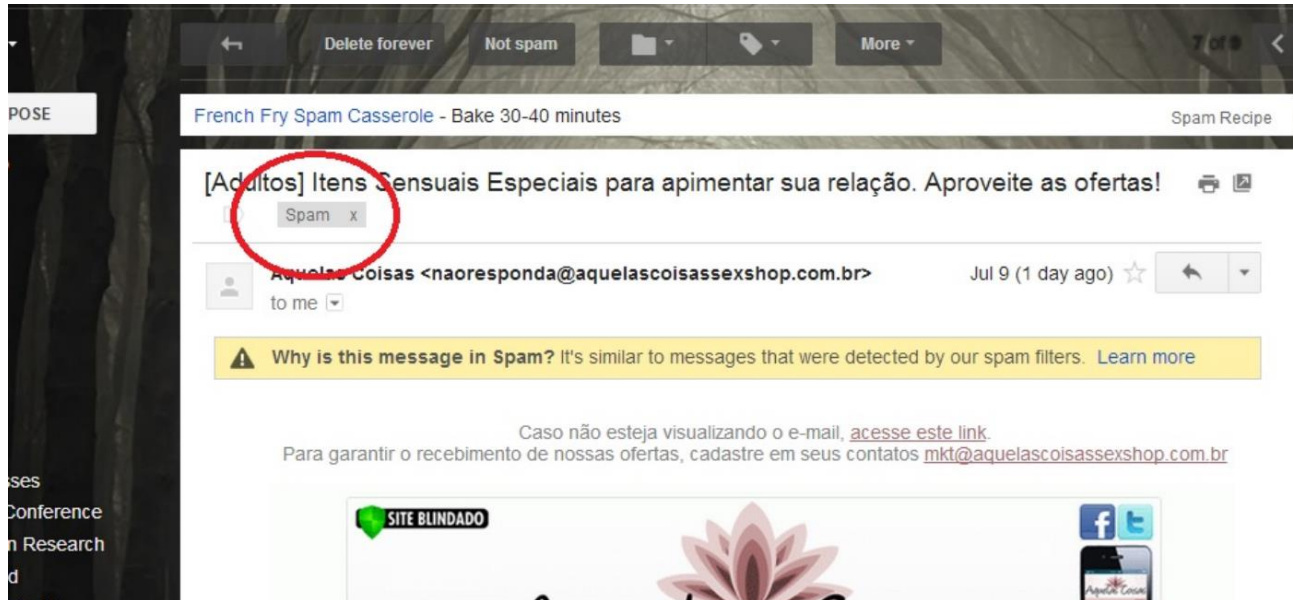 Delete forever Not spam More 7 of 9
POSE
French Fry Spam Casserole - Bake 30-40 minutes Spam Recipe
[Adultos] Itens Sensuais Especiais para apimentar sua relação. Aproveite as ofertas!
Spam x
Aquelas Coisas <naoresponda@aquelascoisassexshop.com.br> Jul 9 (1 day ago)
to me
Why is this message in Spam? It's similar to messages that were detected by our spam filters. Learn more
Caso não esteja visualizando o e-mail, acesse este link.
Para garantir o recebimento de nossas ofertas, cadastre em seus contatos mkt@aquelascoisassexshop.com.br
sses
Conference
n Research
d
SITE BLINDADO
Aquelas Coisas